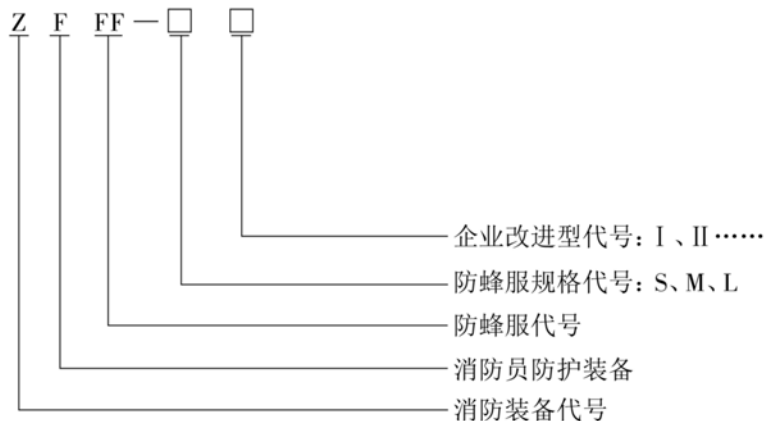 Z F FF—□ □
企业改进型代号：Ⅰ、Ⅱ……
防蜂服规格代号：S、M、L
防蜂服代号
消防员防护装备
消防装备代号